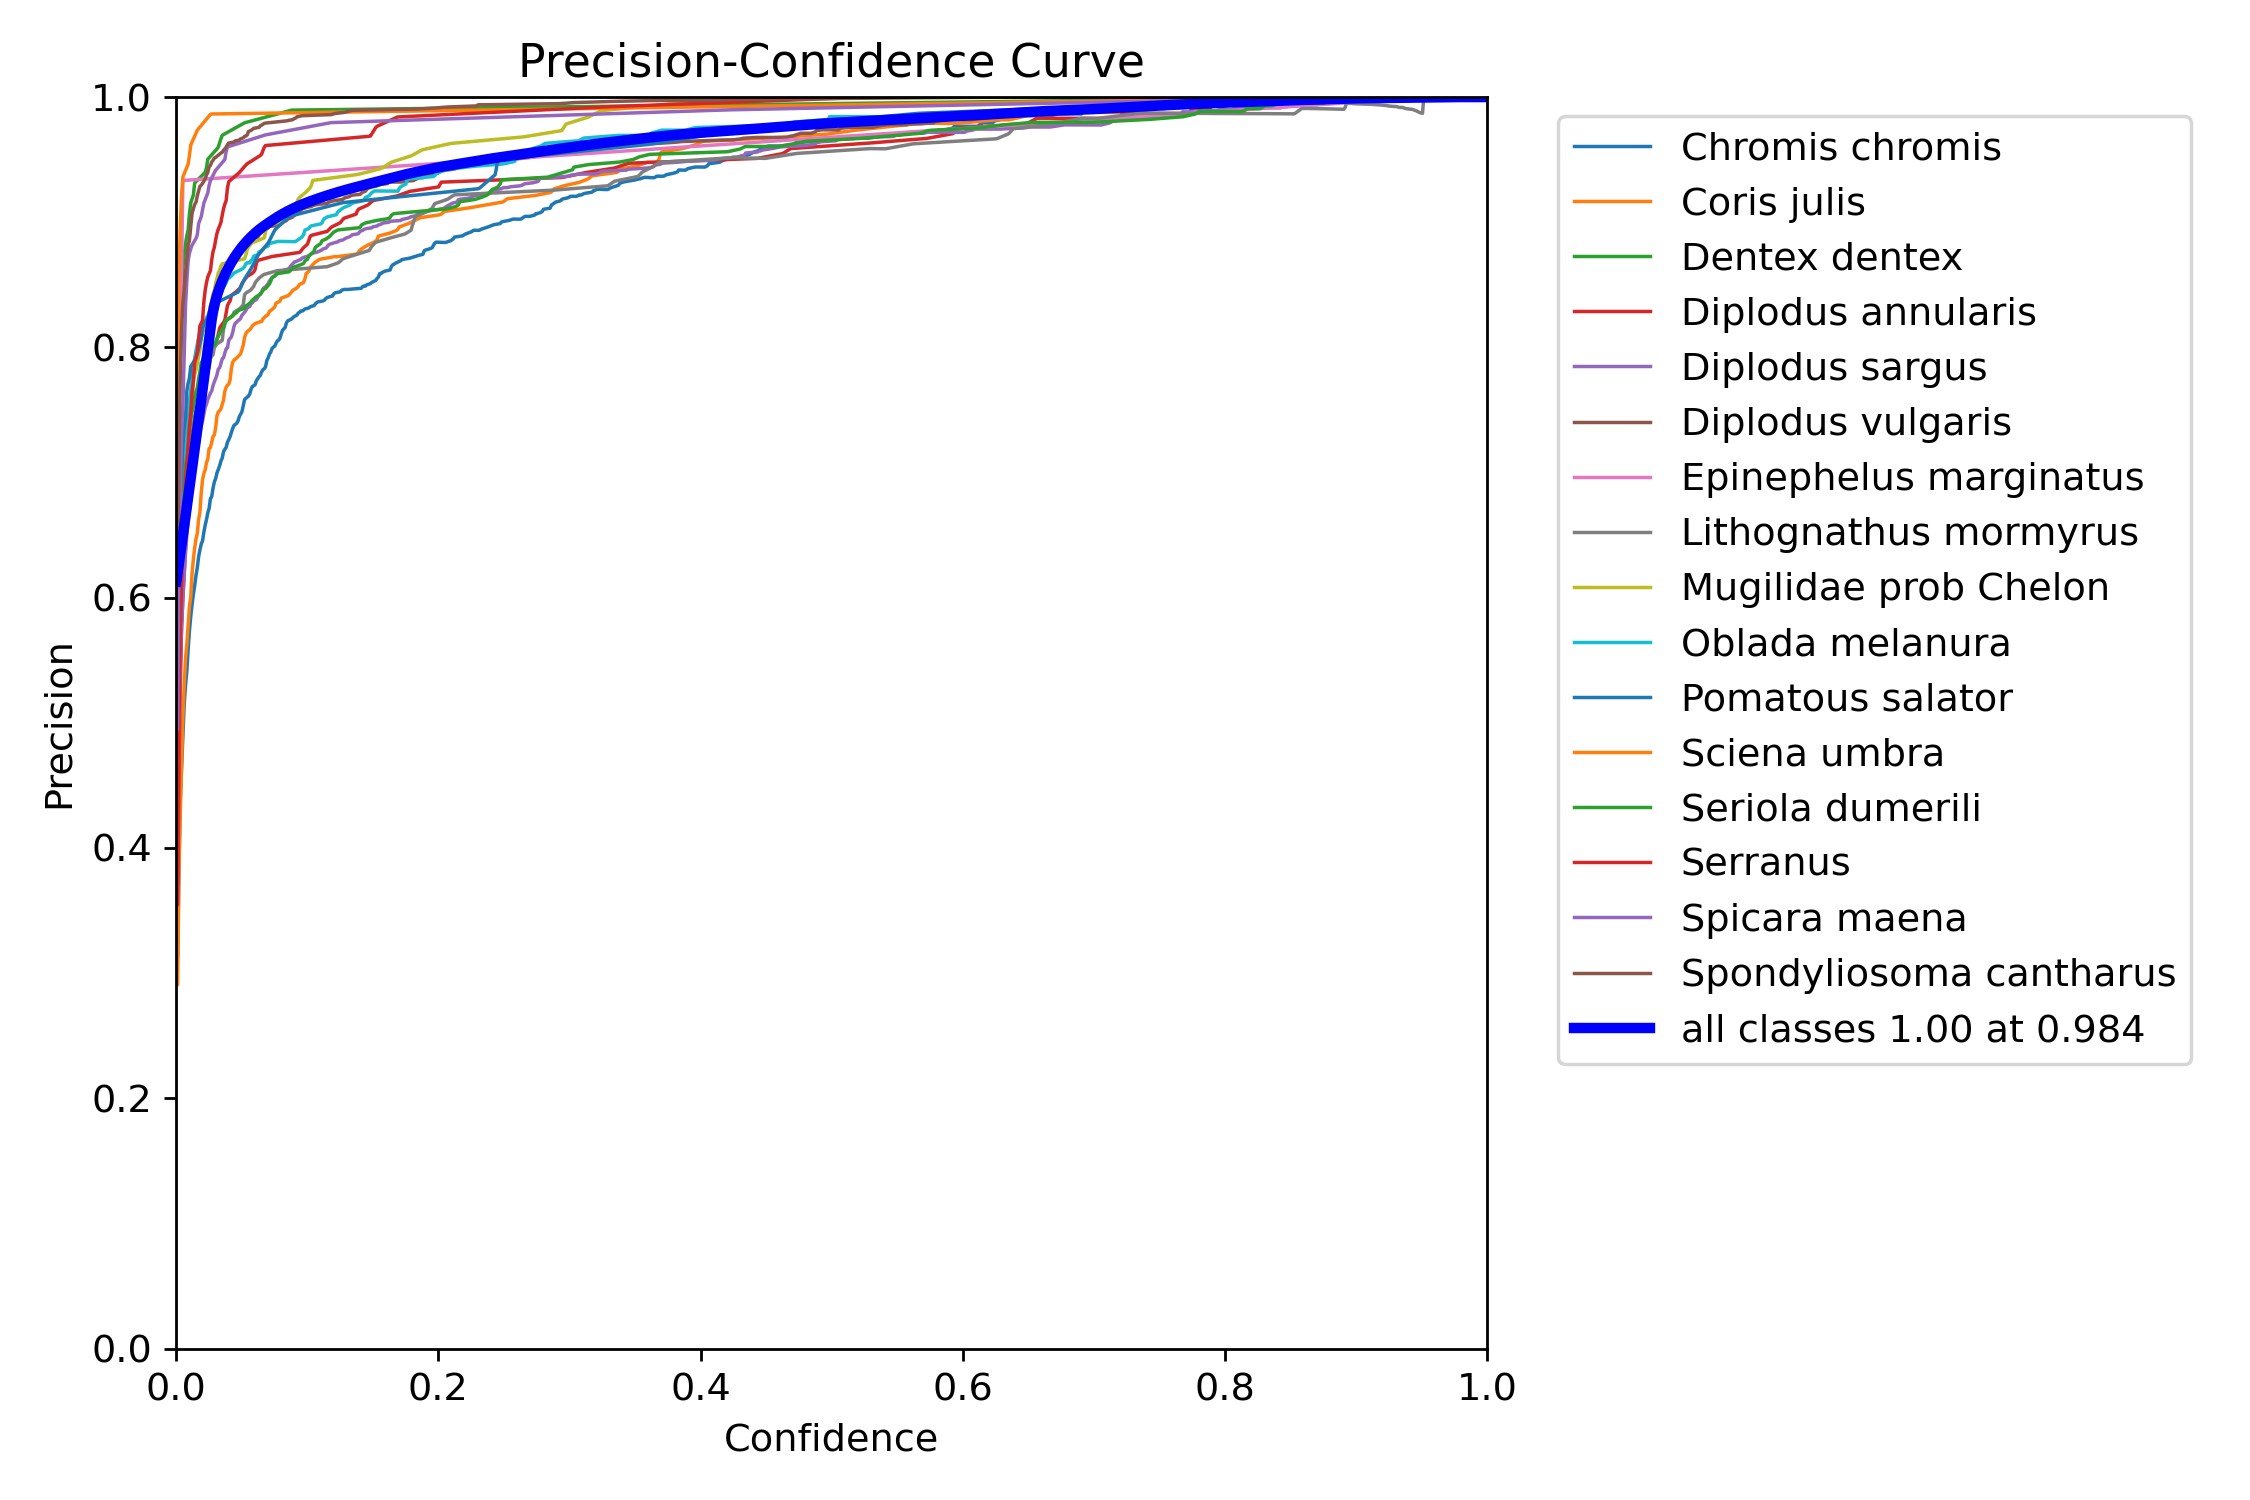 Precision-Confidence Curve
1.0
0.8
0.6
0.4
0.2
0.0
Precision
0.0 0.2 0.4 0.6 0.8 1.0
Confidence
Chromis chromis
Coris julis
Dentex dentex
Diplodus annularis
Diplodus sargus
Diplodus vulgaris
Epinephelus marginatus
Lithognathus mormyrus
Mugilidae prob Chelon
Oblada melanura
Pomatous salator
Sciena umbra
Seriola dumerili
Serranus
Spicara maena
Spondyliosoma cantharus
all classes 1.00 at 0.984